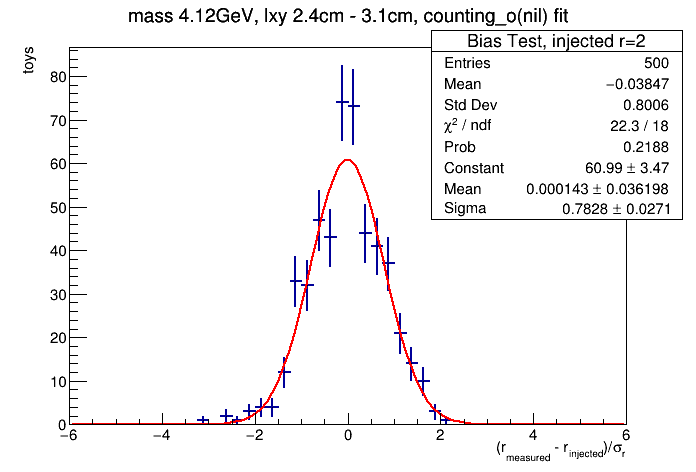 mass 4.12GeV, lxy 2.4cm - 3.1cm, counting_o(nil) fit
Bias Test, injected r=2
Entries 500
Mean −0.03847
Std Dev 0.8006
χ² / ndf 22.3 / 18
Prob 0.2188
Constant 60.99 ± 3.47
Mean 0.000143 ± 0.036198
Sigma 0.7828 ± 0.0271
toys
80
70
60
50
40
30
20
10
0
−6 −4 −2 0 2 4 6
(r_measured - r_injected)/σ_r